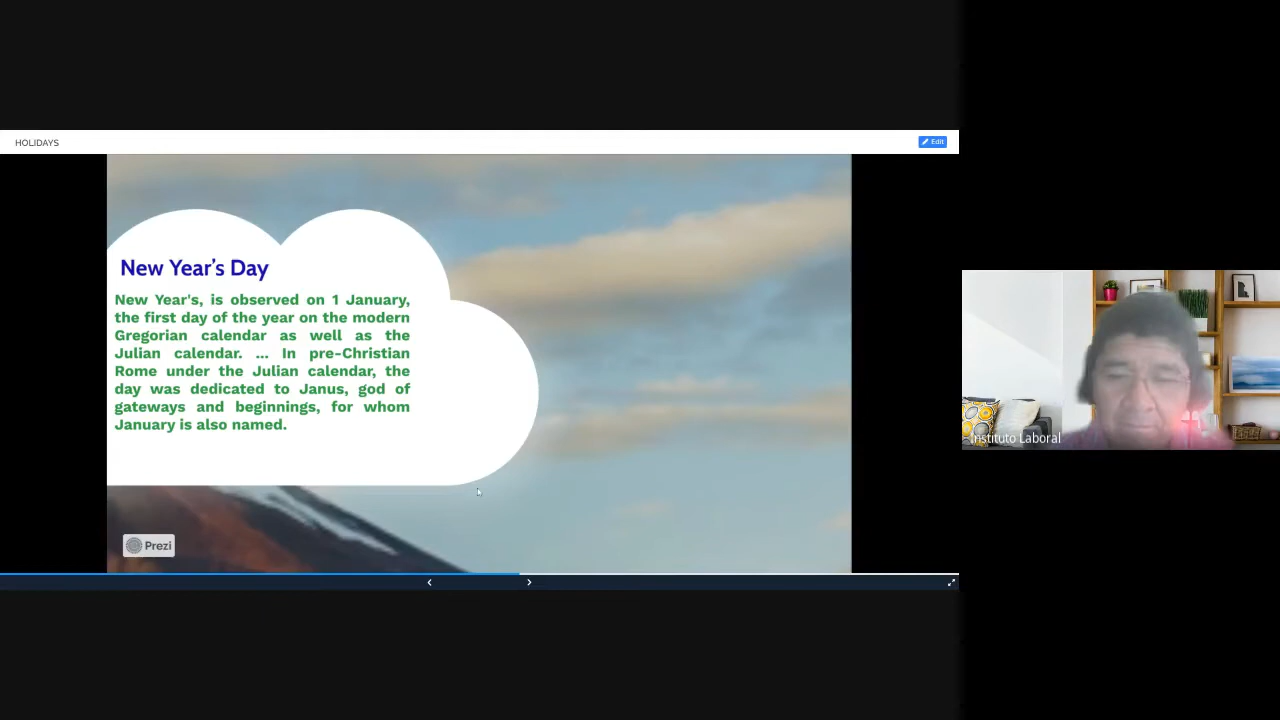 HOLIDAYS
Edit
New Year's Day
New Year's, is observed on 1 January,
the first day of the year on the modern
Gregorian calendar as well as the
Julian calendar. ... In pre-Christian
Rome under the Julian calendar, the
day was dedicated to Janus, god of
gateways and beginnings, for whom
January is also named.
Instituto Laboral
Prezi